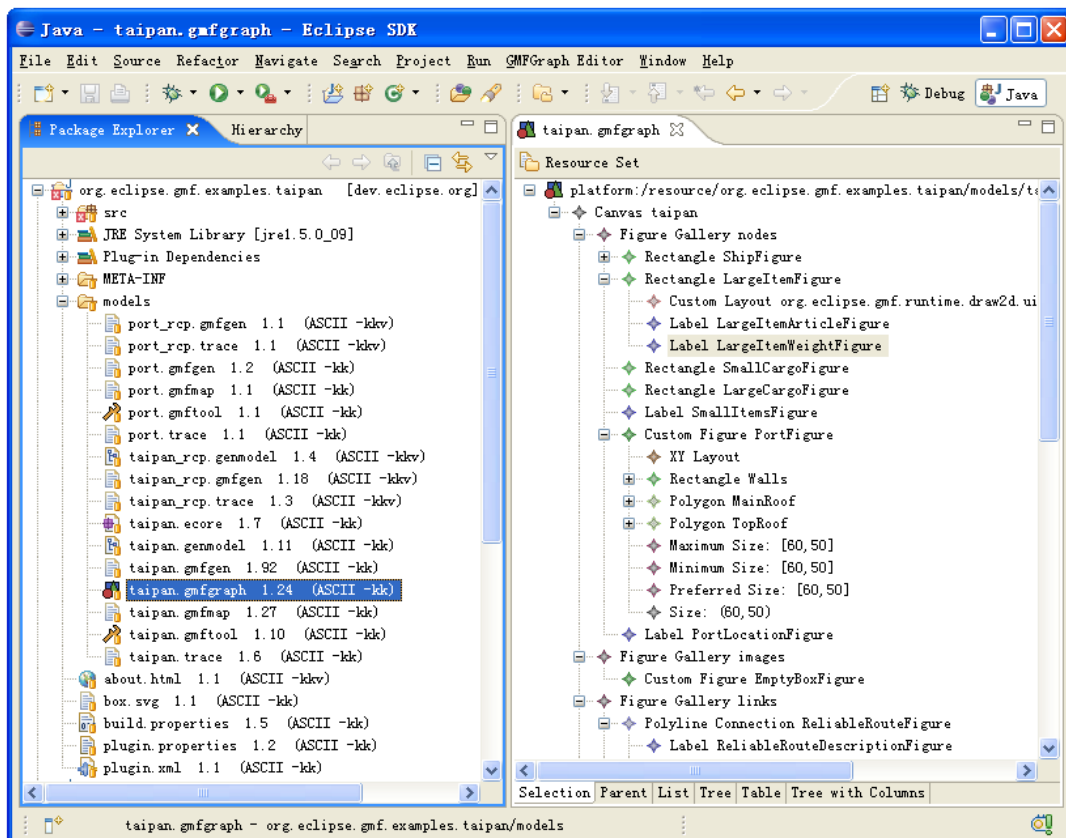 Java - taipan.gmfgraph - Eclipse SDK
File Edit Source Refactor Navigate Search Project Run GMFGraph Editor Window Help
Debug Java
Package Explorer Hierarchy
org.eclipse.gmf.examples.taipan [dev.eclipse.org]
src
JRE System Library [jre1.5.0_09]
Plug-in Dependencies
META-INF
models
port_rcp.gmfgen 1.1 (ASCII -kkv)
port_rcp.trace 1.1 (ASCII -kkv)
port.gmfgen 1.2 (ASCII -kk)
port.gmfmap 1.1 (ASCII -kk)
port.gmftool 1.1 (ASCII -kk)
port.trace 1.1 (ASCII -kk)
taipan_rcp.genmodel 1.4 (ASCII -kkv)
taipan_rcp.gmfgen 1.18 (ASCII -kkv)
taipan_rcp.trace 1.3 (ASCII -kkv)
taipan.ecore 1.7 (ASCII -kk)
taipan.genmodel 1.11 (ASCII -kk)
taipan.gmfgen 1.92 (ASCII -kk)
taipan.gmfgraph 1.24 (ASCII -kk)
taipan.gmfmap 1.27 (ASCII -kk)
taipan.gmftool 1.10 (ASCII -kk)
taipan.trace 1.6 (ASCII -kk)
about.html 1.1 (ASCII -kkv)
box.svg 1.1 (ASCII -kk)
build.properties 1.5 (ASCII -kk)
plugin.properties 1.2 (ASCII -kk)
plugin.xml 1.1 (ASCII -kk)
taipan.gmfgraph
Resource Set
platform:/resource/org.eclipse.gmf.examples.taipan/models/ta
Canvas taipan
Figure Gallery nodes
Rectangle ShipFigure
Rectangle LargeItemFigure
Custom Layout org.eclipse.gmf.runtime.draw2d.ui
Label LargeItemArticleFigure
Label LargeItemWeightFigure
Rectangle SmallCargoFigure
Rectangle LargeCargoFigure
Label SmallItemsFigure
Custom Figure PortFigure
XY Layout
Rectangle Walls
Polygon MainRoof
Polygon TopRoof
Maximum Size: [60,50]
Minimum Size: [60,50]
Preferred Size: [60,50]
Size: (60,50)
Label PortLocationFigure
Figure Gallery images
Custom Figure EmptyBoxFigure
Figure Gallery links
Polyline Connection ReliableRouteFigure
Label ReliableRouteDescriptionFigure
Selection Parent List Tree Table Tree with Columns
taipan.gmfgraph - org.eclipse.gmf.examples.taipan/models